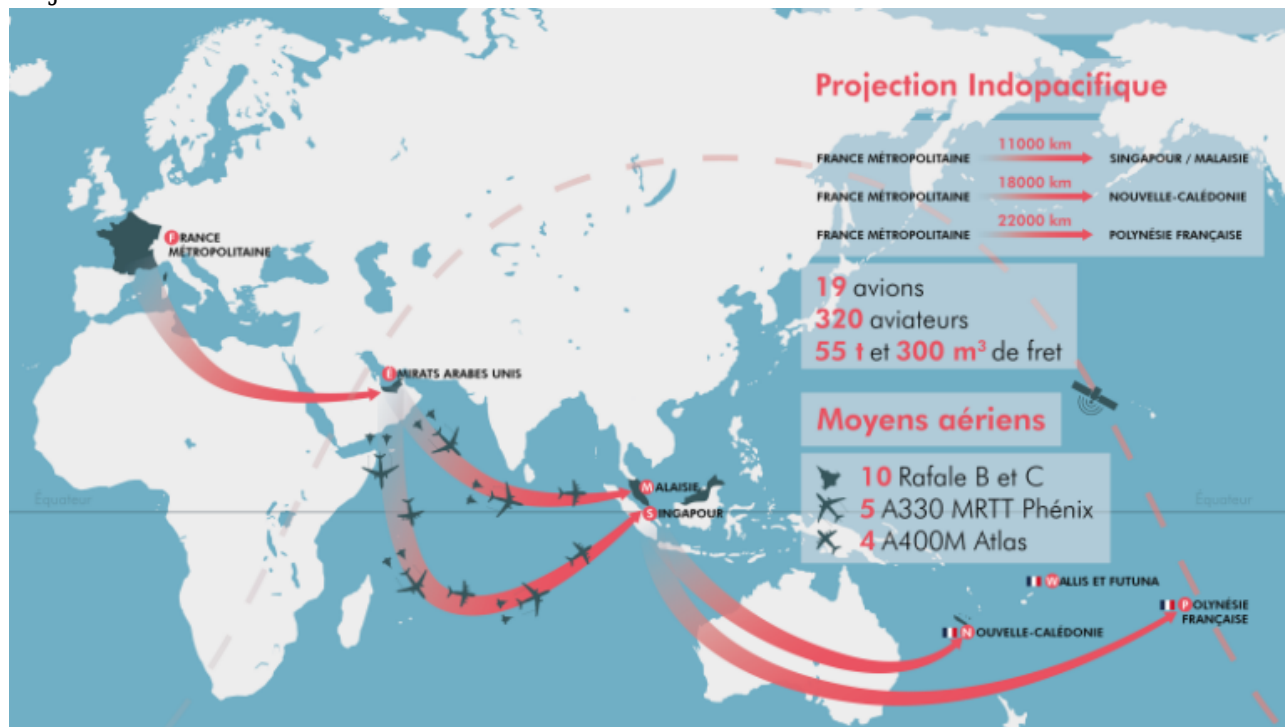 Projection Indopacifique
11000 km
FRANCE MÉTROPOLITAINE SINGAPOUR / MALAISIE
18000 km
FRANCE MÉTROPOLITAINE NOUVELLE-CALÉDONIE
22000 km
FRANCE MÉTROPOLITAINE POLYNÉSIE FRANÇAISE
FRANCE
MÉTROPOLITAINE
19 avions
320 aviateurs
55 t et 300 m³ de fret
ÉMIRATS ARABES UNIS
Moyens aériens
10 Rafale B et C
5 A330 MRTT Phénix
4 A400M Atlas
MALAISIE
Équateur
SINGAPOUR
Équateur
WALLIS ET FUTUNA
POLYNÉSIE
FRANÇAISE
NOUVELLE-CALÉDONIE